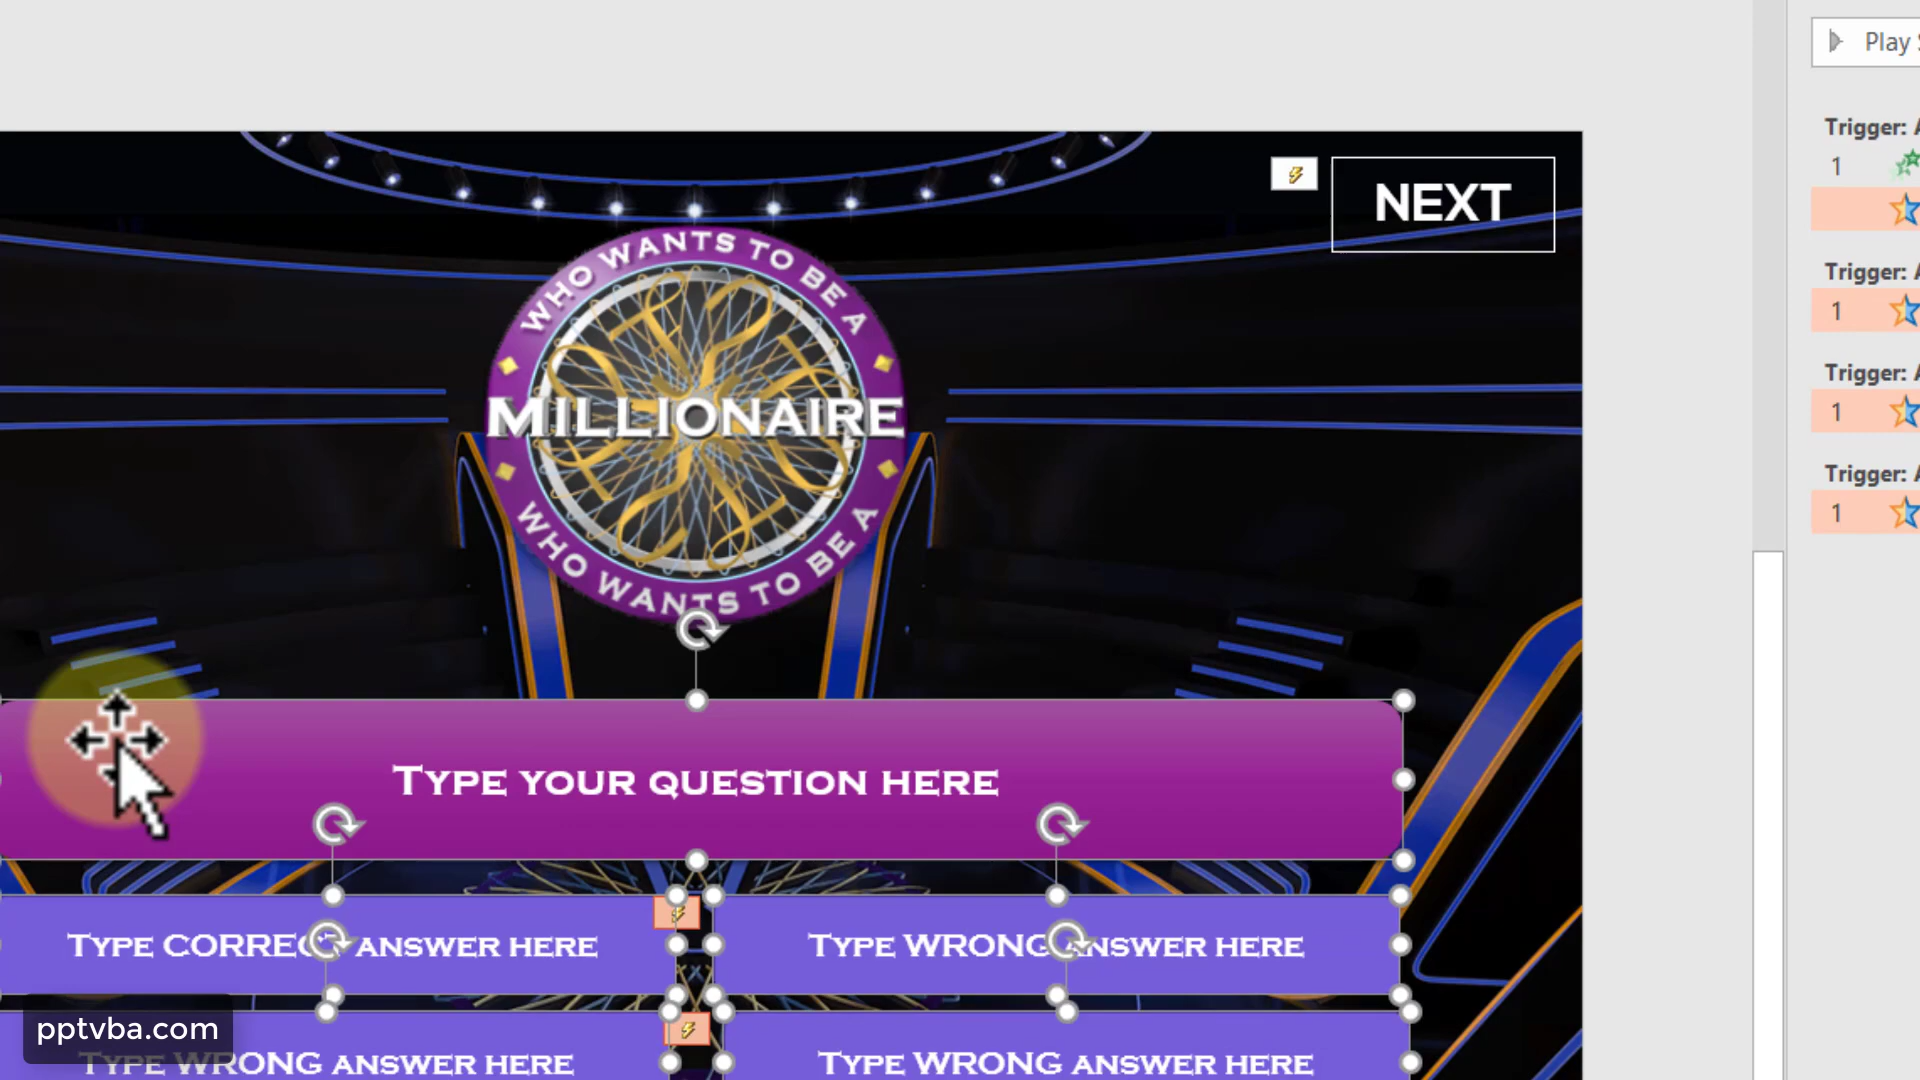 Play
Trigger: A
1
NEXT
WHO WANTS TO BE A
MILLIONAIRE
WHO WANTS TO BE A
Trigger: A
1
Trigger: A
1
Trigger: A
1
Type your question here
Type CORRECT answer here
Type WRONG answer here
Type WRONG answer here
Type WRONG answer here
pptvba.com